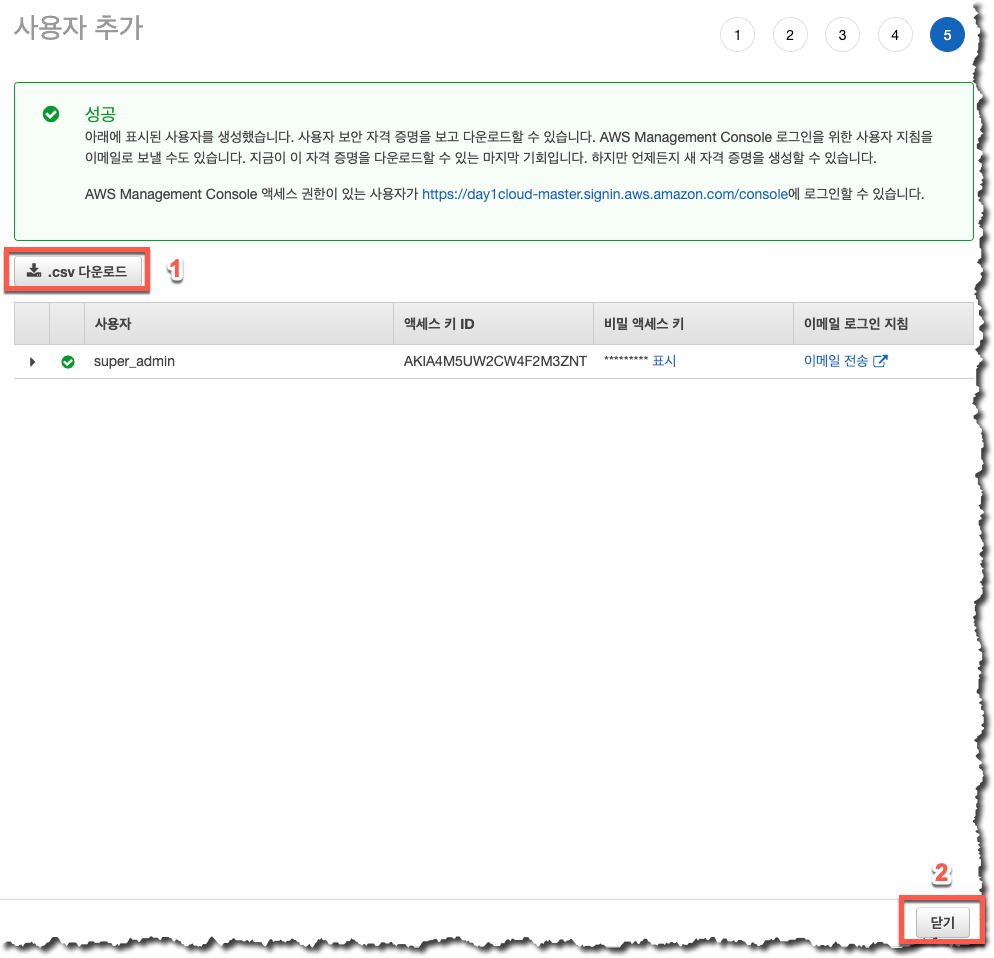 사용자 추가
1 2 3 4 5
성공
아래에 표시된 사용자를 생성했습니다. 사용자 보안 자격 증명을 보고 다운로드할 수 있습니다. AWS Management Console 로그인을 위한 사용자 지침을
이메일로 보낼 수도 있습니다. 지금이 이 자격 증명을 다운로드할 수 있는 마지막 기회입니다. 하지만 언제든지 새 자격 증명을 생성할 수 있습니다.
AWS Management Console 액세스 권한이 있는 사용자가 https://day1cloud-master.signin.aws.amazon.com/console에 로그인할 수 있습니다.
.csv 다운로드 1
사용자 액세스 키 ID 비밀 액세스 키 이메일 로그인 지침
super_admin AKIA4M5UW2CW4F2M3ZNT ********* 표시 이메일 전송
2
닫기